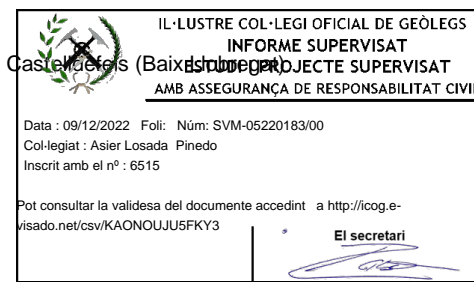 IL·LUSTRE COL·LEGI OFICIAL DE GEÒLEGS
INFORME SUPERVISAT
Castelldefels (Baix Llobregat)
ESTUDI I PROJECTE SUPERVISAT
AMB ASSEGURANÇA DE RESPONSABILITAT CIVI
Data : 09/12/2022 Foli: Núm: SVM-05220183/00
Col·legiat : Asier Losada Pinedo
Inscrit amb el nº : 6515
Pot consultar la validesa del documente accedint a http://icog.e-
visado.net/csv/KAONOUJU5FKY3
El secretari